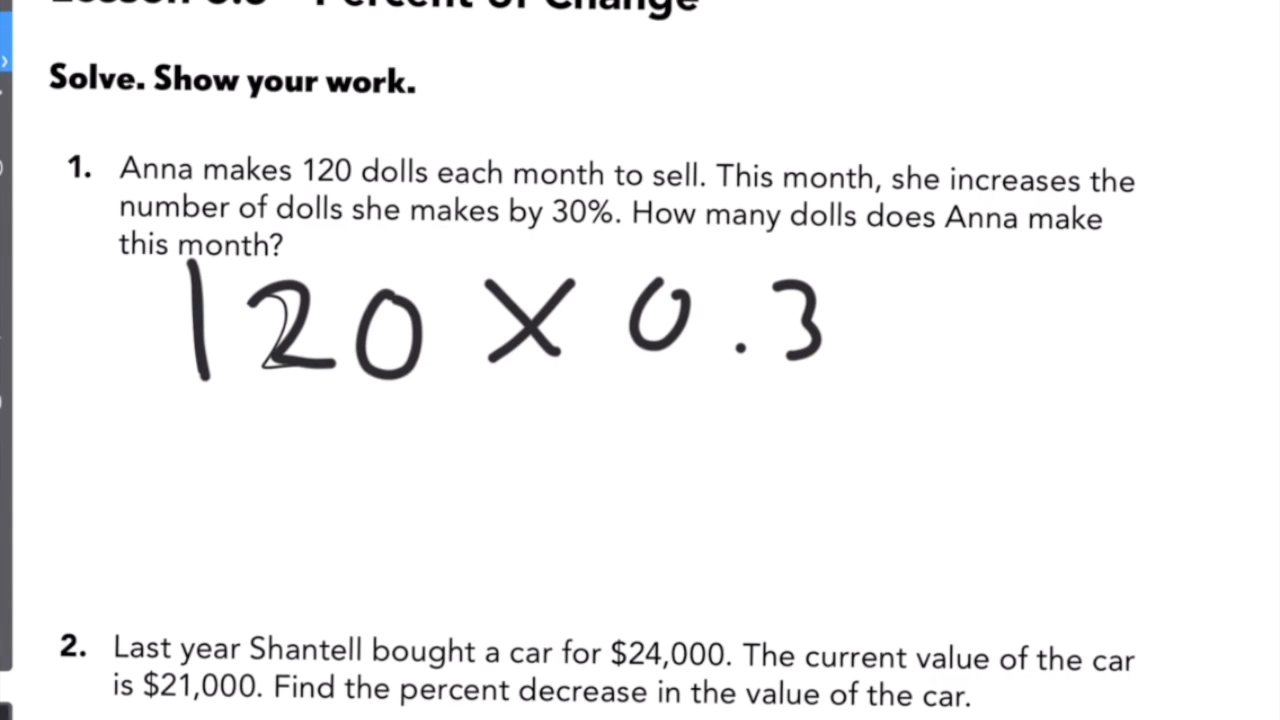 Percent of Change
Solve. Show your work.
1. Anna makes 120 dolls each month to sell. This month, she increases the
number of dolls she makes by 30%. How many dolls does Anna make
this month?
120 × 0.3
2. Last year Shantell bought a car for $24,000. The current value of the car
is $21,000. Find the percent decrease in the value of the car.